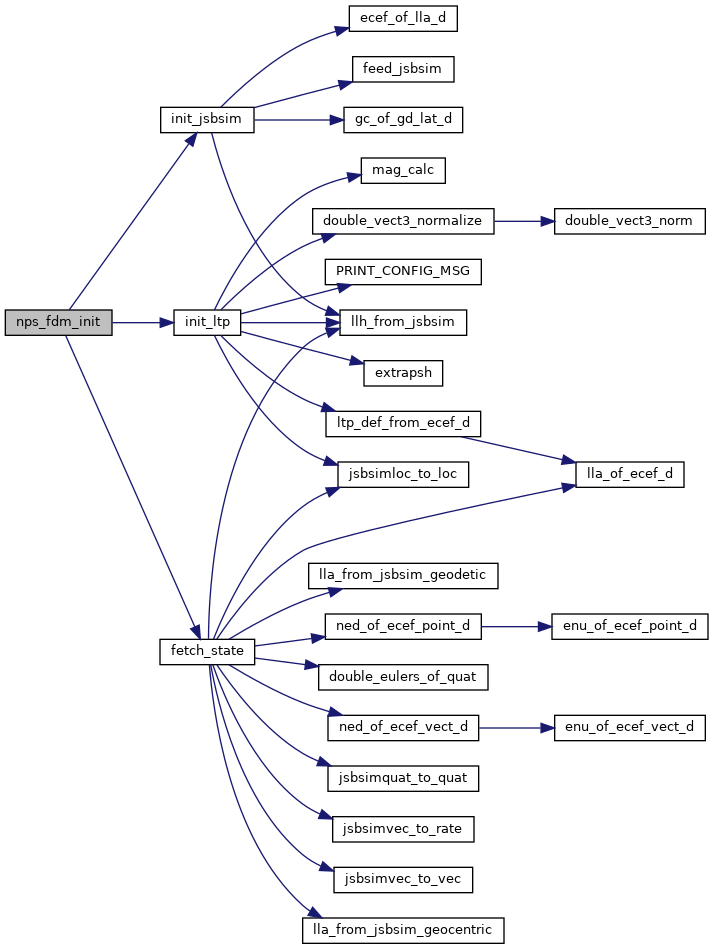 ecef_of_lla_d
feed_jsbsim
init_jsbsim
gc_of_gd_lat_d
mag_calc
double_vect3_normalize
double_vect3_norm
PRINT_CONFIG_MSG
nps_fdm_init
init_ltp
llh_from_jsbsim
extrapsh
ltp_def_from_ecef_d
jsbsimloc_to_loc
lla_of_ecef_d
lla_from_jsbsim_geodetic
ned_of_ecef_point_d
enu_of_ecef_point_d
fetch_state
double_eulers_of_quat
ned_of_ecef_vect_d
enu_of_ecef_vect_d
jsbsimquat_to_quat
jsbsimvec_to_rate
jsbsimvec_to_vec
lla_from_jsbsim_geocentric